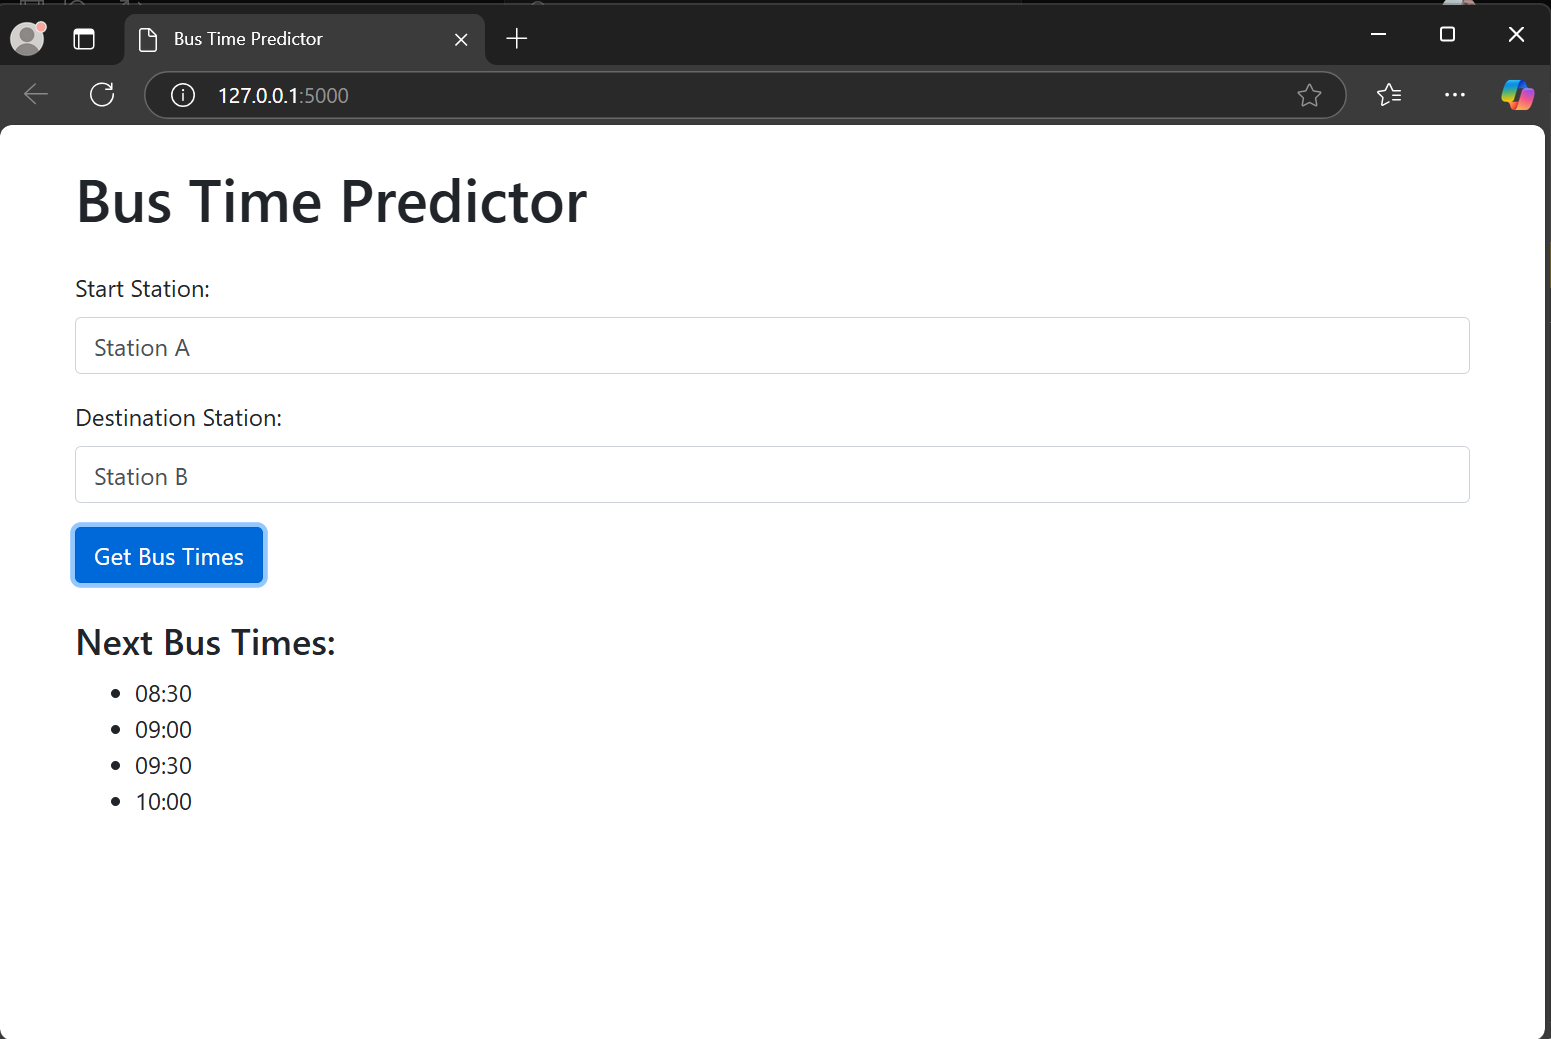 Bus Time Predictor
127.0.0.1:5000
Bus Time Predictor
Start Station:
Station A
Destination Station:
Station B
Get Bus Times
Next Bus Times:
08:30
09:00
09:30
10:00